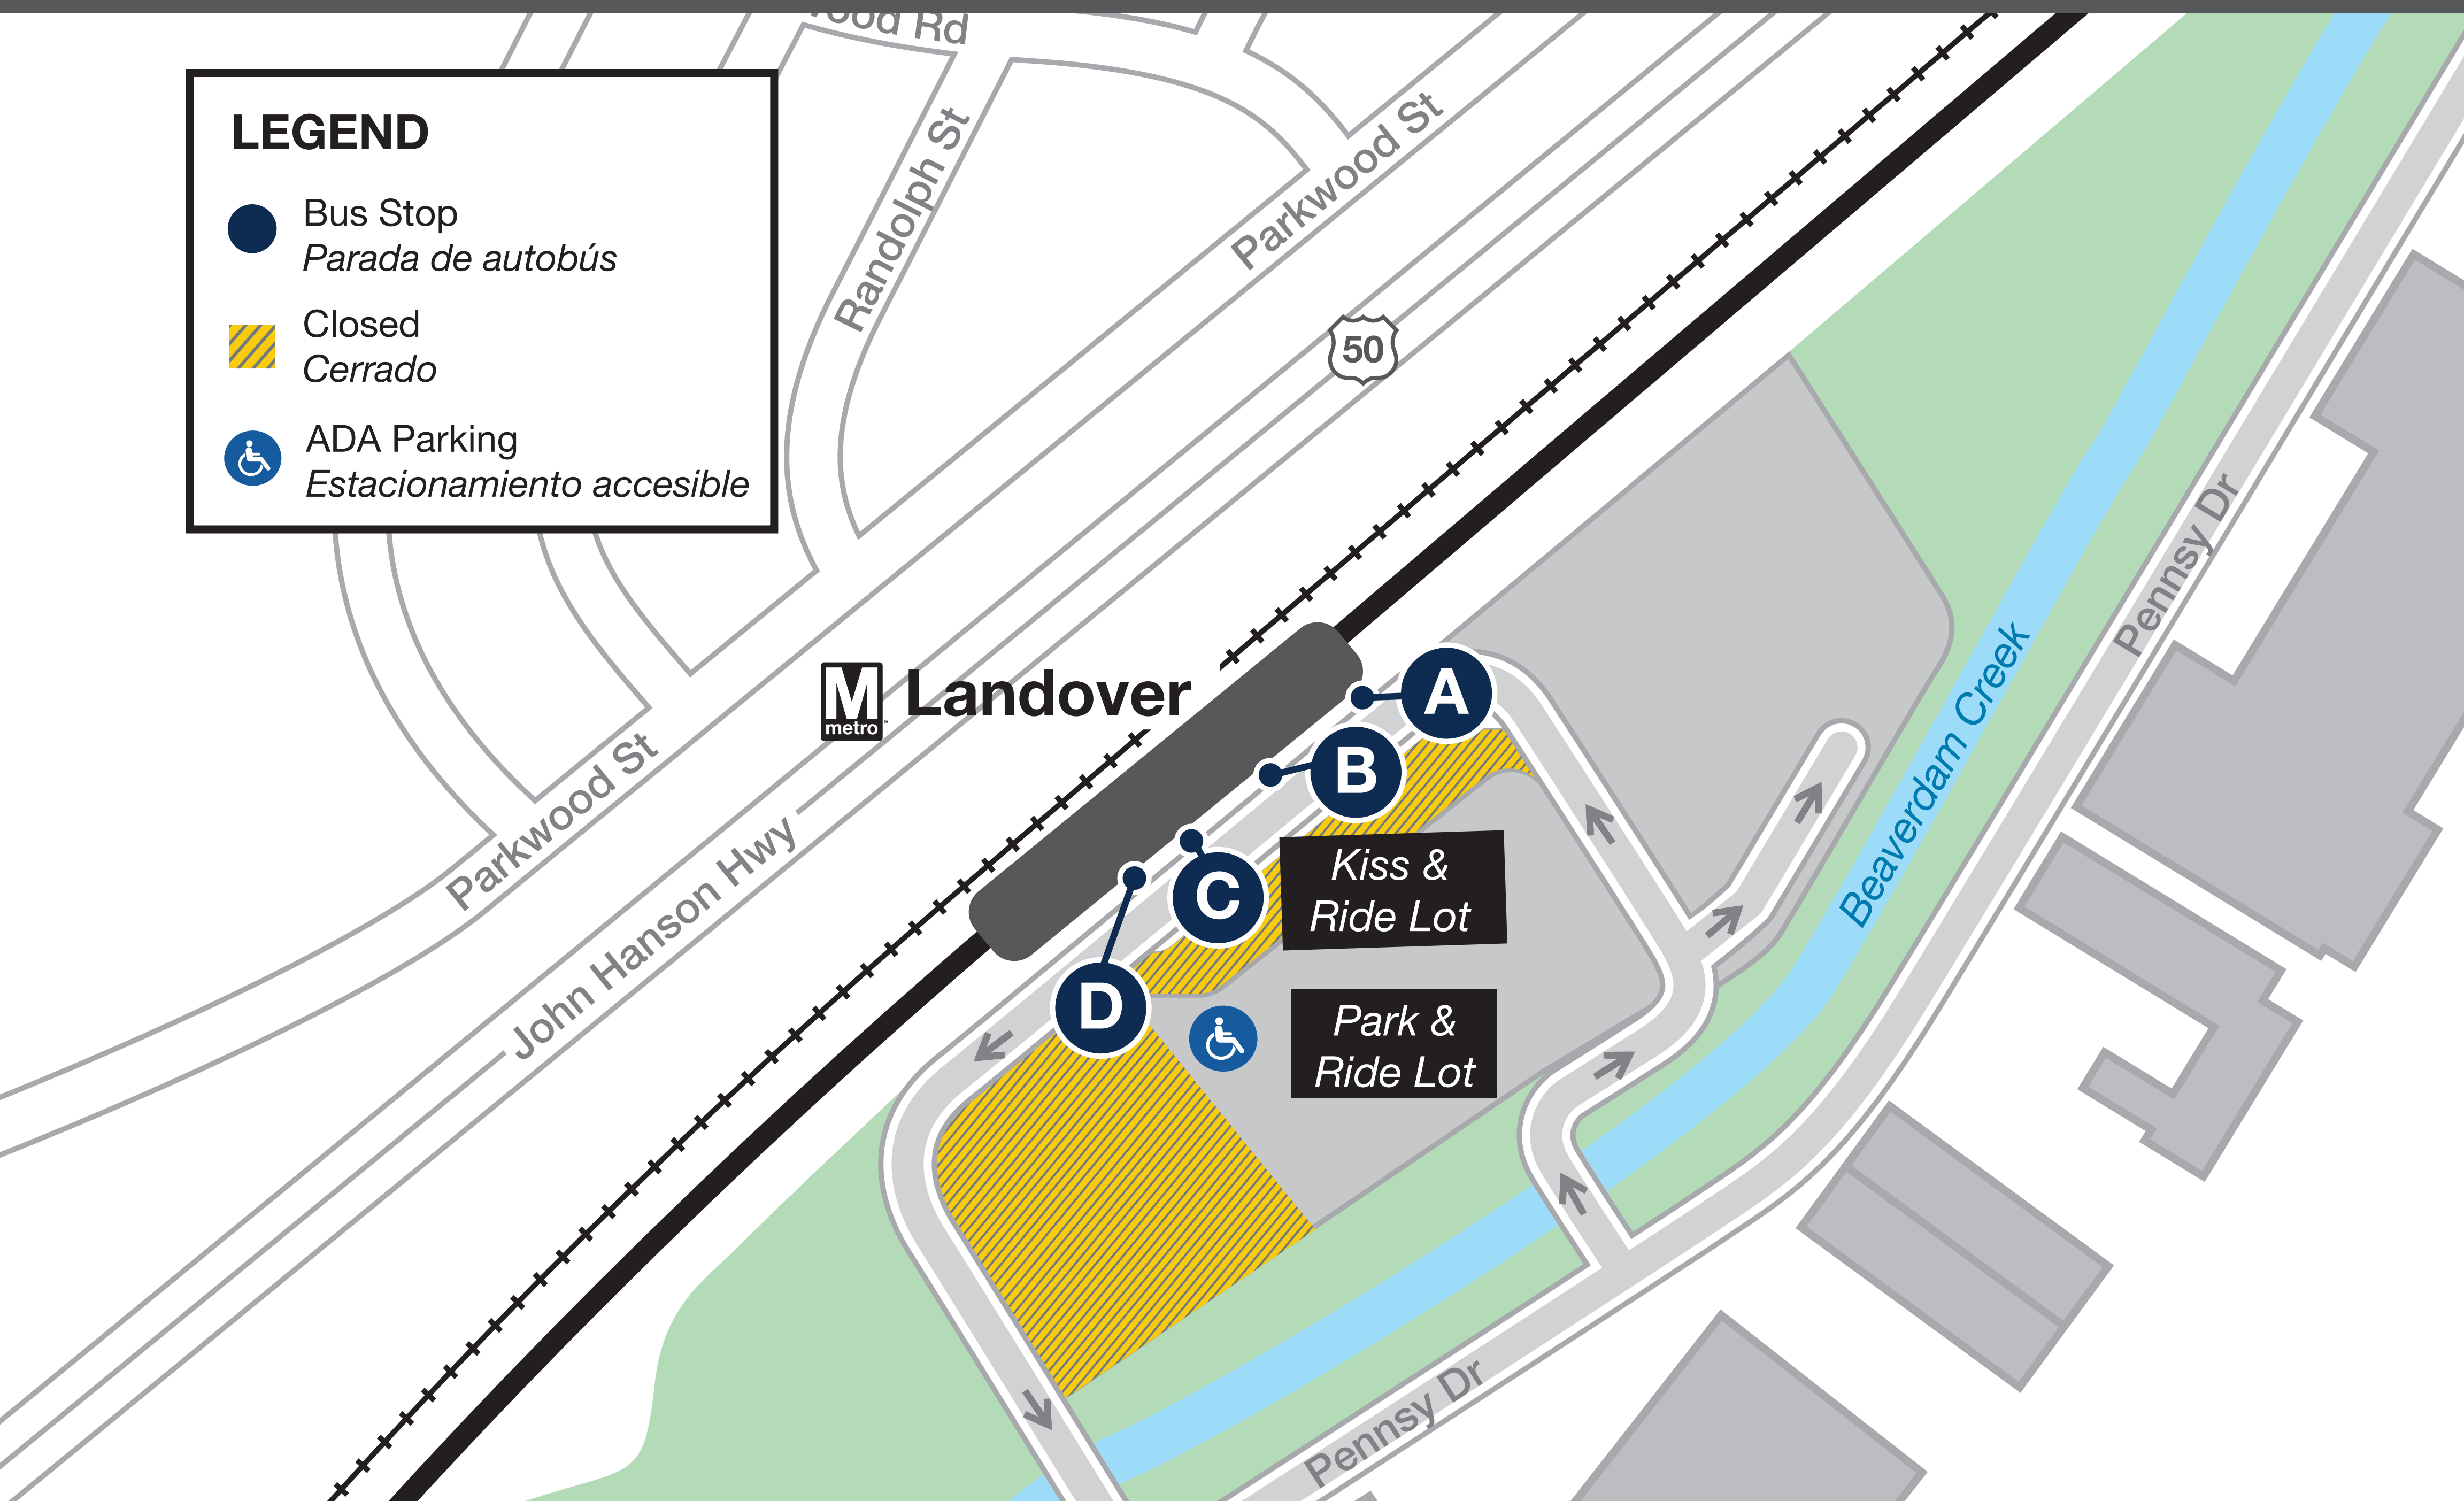 Rd
LEGEND
Bus Stop
Parada de autobús
Closed
Cerrado
ADA Parking
Estacionamiento accesible
Randolph St
Parkwood St
50
Pennsy Dr
M
metro
Landover
A
B
C
D
Kiss &
Ride Lot
Park &
Ride Lot
Beaverdam Creek
Parkwood St
John Hanson Hwy
Pennsy Dr